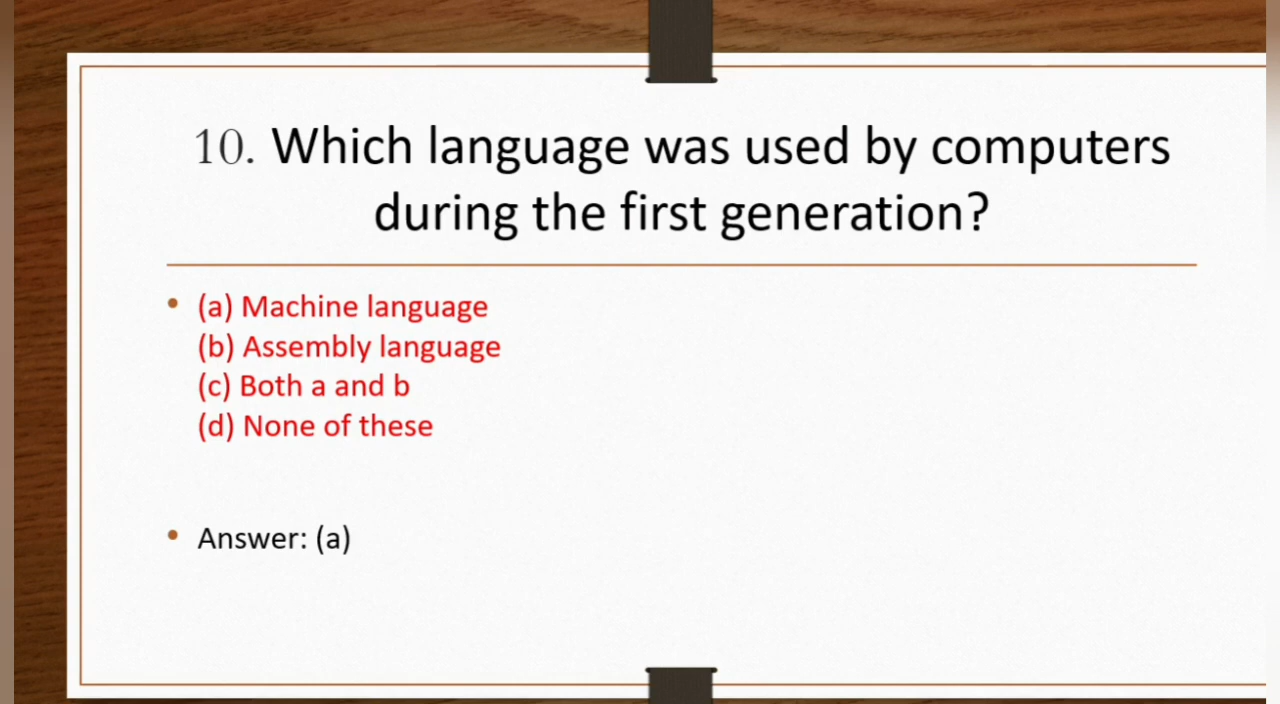 10. Which language was used by computers
during the first generation?
• (a) Machine language
(b) Assembly language
(c) Both a and b
(d) None of these
• Answer: (a)